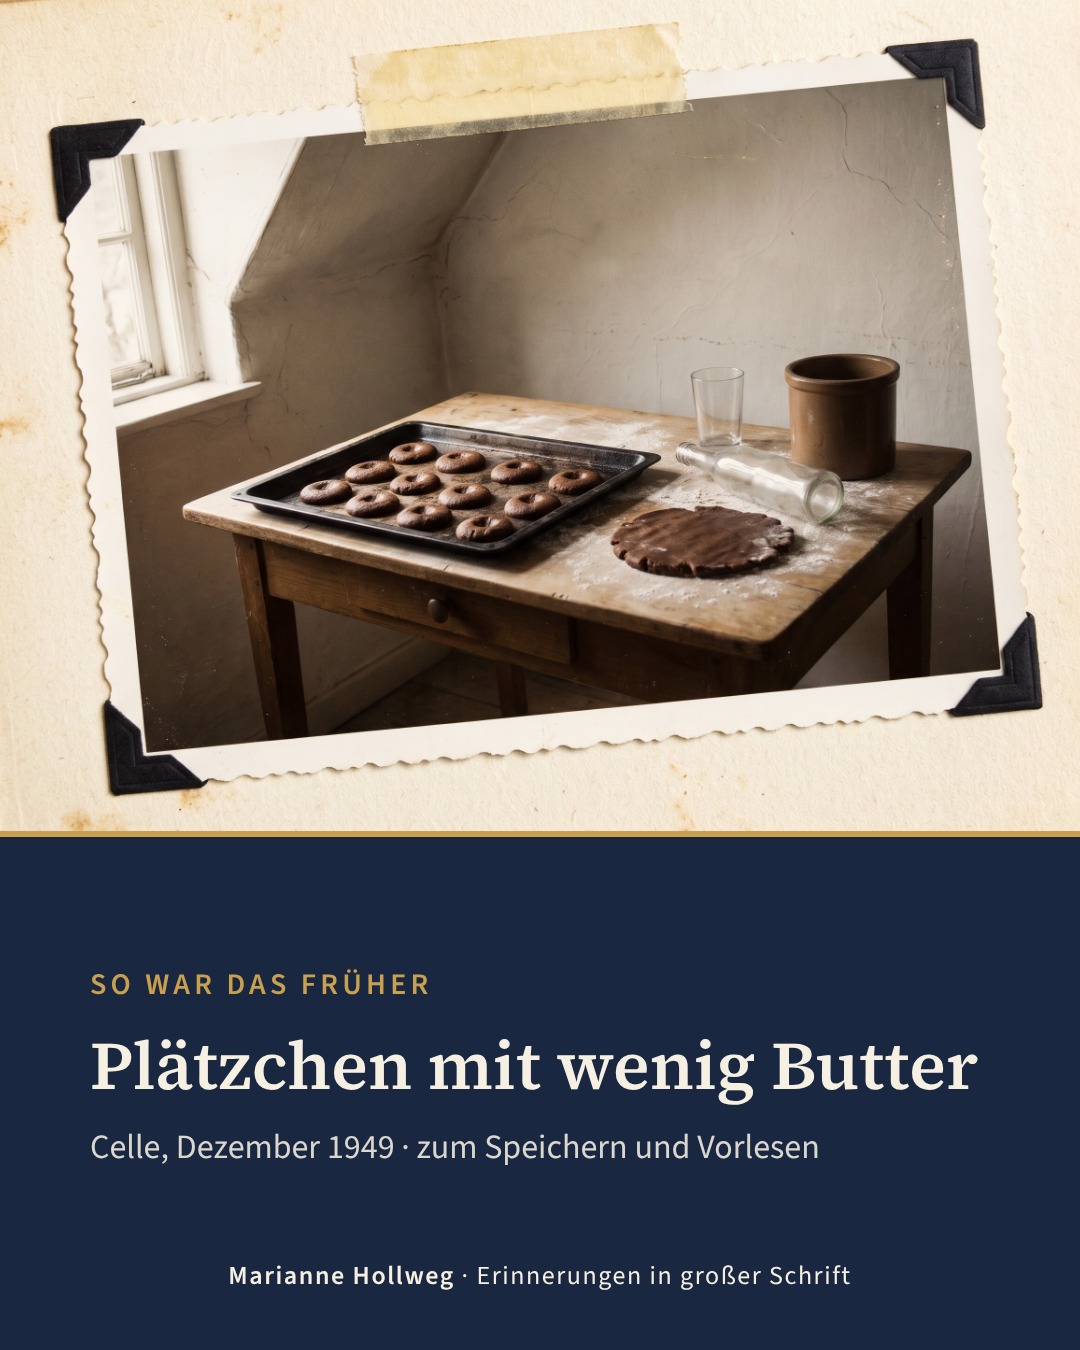 SO WAR DAS FRÜHER
Plätzchen mit wenig Butter
Celle, Dezember 1949 · zum Speichern und Vorlesen
Marianne Hollweg · Erinnerungen in großer Schrift